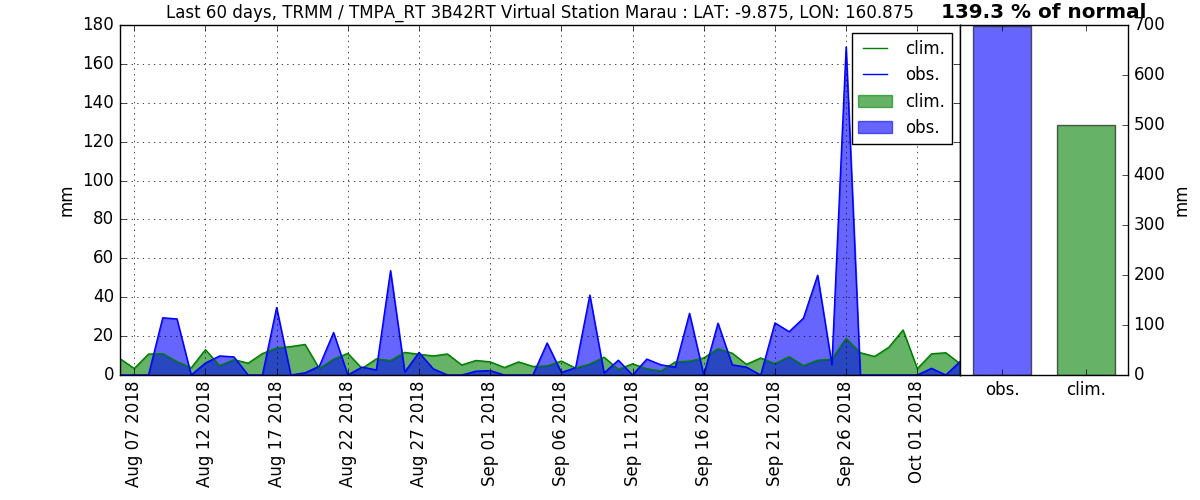 Last 60 days, TRMM / TMPA_RT 3B42RT Virtual Station Marau : LAT: -9.875, LON: 160.875
139.3 % of normal
180
160
140
120
100
80
60
40
20
0
mm
clim.
obs.
clim.
obs.
700
600
500
400
300
200
100
0
mm
obs.
clim.
Aug 07 2018
Aug 12 2018
Aug 17 2018
Aug 22 2018
Aug 27 2018
Sep 01 2018
Sep 06 2018
Sep 11 2018
Sep 16 2018
Sep 21 2018
Sep 26 2018
Oct 01 2018